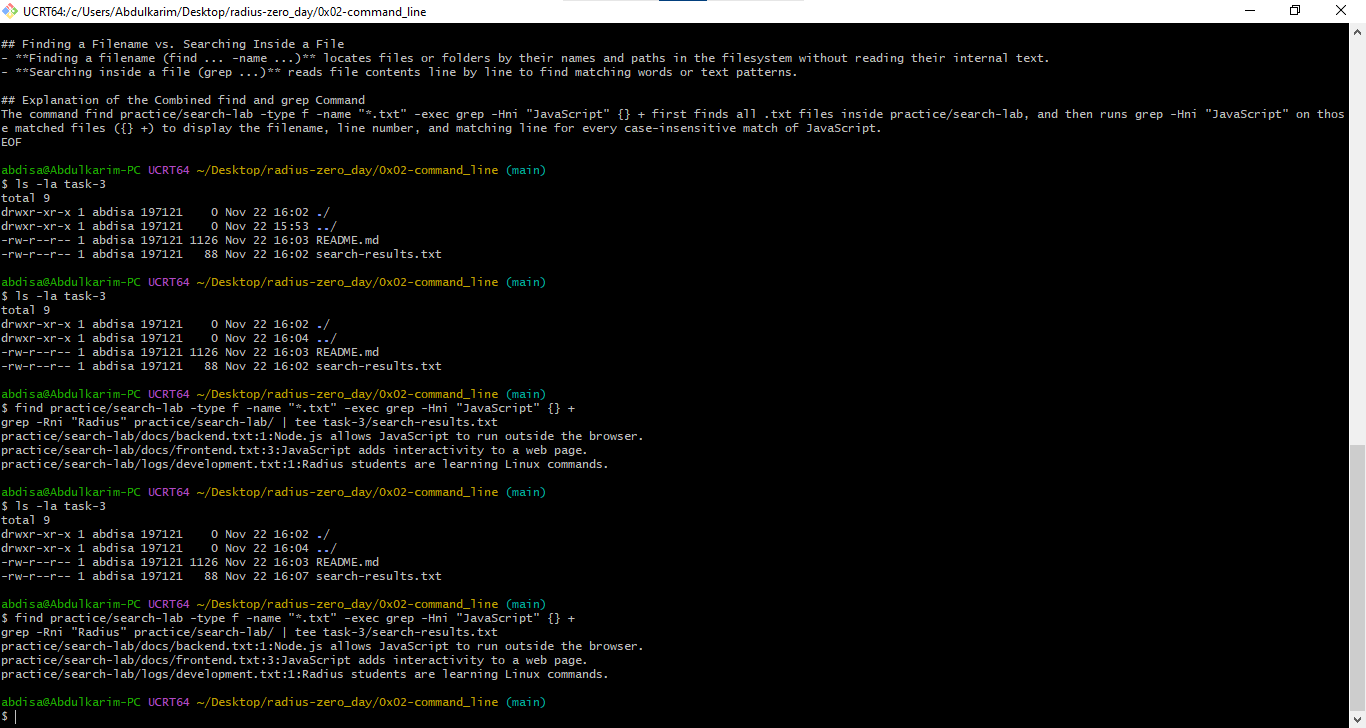 UCRT64:/c/Users/Abdulkarim/Desktop/radius-zero_day/0x02-command_line
## Finding a Filename vs. Searching Inside a File
- **Finding a filename (find ... -name ...)** locates files or folders by their names and paths in the filesystem without reading their internal text.
- **Searching inside a file (grep ...)** reads file contents line by line to find matching words or text patterns.
## Explanation of the Combined find and grep Command
The command find practice/search-lab -type f -name "*.txt" -exec grep -Hni "JavaScript" {} + first finds all .txt files inside practice/search-lab, and then runs grep -Hni "JavaScript" on thos
e matched files ({} +) to display the filename, line number, and matching line for every case-insensitive match of JavaScript.
EOF
abdisa@Abdulkarim-PC UCRT64 ~/Desktop/radius-zero_day/0x02-command_line (main)
$ ls -la task-3
total 9
drwxr-xr-x 1 abdisa 197121    0 Nov 22 16:02 ./
drwxr-xr-x 1 abdisa 197121    0 Nov 22 15:53 ../
-rw-r--r-- 1 abdisa 197121 1126 Nov 22 16:03 README.md
-rw-r--r-- 1 abdisa 197121   88 Nov 22 16:02 search-results.txt
abdisa@Abdulkarim-PC UCRT64 ~/Desktop/radius-zero_day/0x02-command_line (main)
$ ls -la task-3
total 9
drwxr-xr-x 1 abdisa 197121    0 Nov 22 16:02 ./
drwxr-xr-x 1 abdisa 197121    0 Nov 22 16:04 ../
-rw-r--r-- 1 abdisa 197121 1126 Nov 22 16:03 README.md
-rw-r--r-- 1 abdisa 197121   88 Nov 22 16:02 search-results.txt
abdisa@Abdulkarim-PC UCRT64 ~/Desktop/radius-zero_day/0x02-command_line (main)
$ find practice/search-lab -type f -name "*.txt" -exec grep -Hni "JavaScript" {} +
grep -Rni "Radius" practice/search-lab/ | tee task-3/search-results.txt
practice/search-lab/docs/backend.txt:1:Node.js allows JavaScript to run outside the browser.
practice/search-lab/docs/frontend.txt:3:JavaScript adds interactivity to a web page.
practice/search-lab/logs/development.txt:1:Radius students are learning Linux commands.
abdisa@Abdulkarim-PC UCRT64 ~/Desktop/radius-zero_day/0x02-command_line (main)
$ ls -la task-3
total 9
drwxr-xr-x 1 abdisa 197121    0 Nov 22 16:02 ./
drwxr-xr-x 1 abdisa 197121    0 Nov 22 16:04 ../
-rw-r--r-- 1 abdisa 197121 1126 Nov 22 16:03 README.md
-rw-r--r-- 1 abdisa 197121   88 Nov 22 16:07 search-results.txt
abdisa@Abdulkarim-PC UCRT64 ~/Desktop/radius-zero_day/0x02-command_line (main)
$ find practice/search-lab -type f -name "*.txt" -exec grep -Hni "JavaScript" {} +
grep -Rni "Radius" practice/search-lab/ | tee task-3/search-results.txt
practice/search-lab/docs/backend.txt:1:Node.js allows JavaScript to run outside the browser.
practice/search-lab/docs/frontend.txt:3:JavaScript adds interactivity to a web page.
practice/search-lab/logs/development.txt:1:Radius students are learning Linux commands.
abdisa@Abdulkarim-PC UCRT64 ~/Desktop/radius-zero_day/0x02-command_line (main)
$